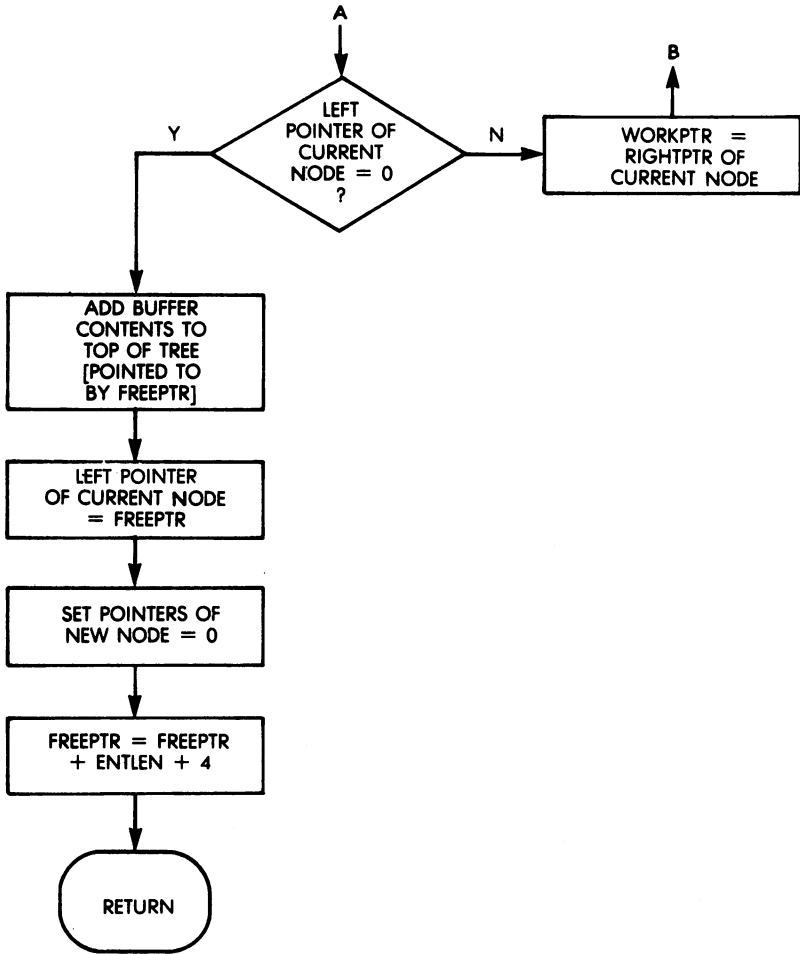 A
B
LEFT
POINTER OF
CURRENT
NODE = 0
?
Y
N
WORKPTR =
RIGHTPTR OF
CURRENT NODE
ADD BUFFER
CONTENTS TO
TOP OF TREE
[POINTED TO
BY FREEPTR]
LEFT POINTER
OF CURRENT NODE
= FREEPTR
SET POINTERS OF
NEW NODE = 0
FREEPTR = FREEPTR
+ ENTLEN + 4
RETURN